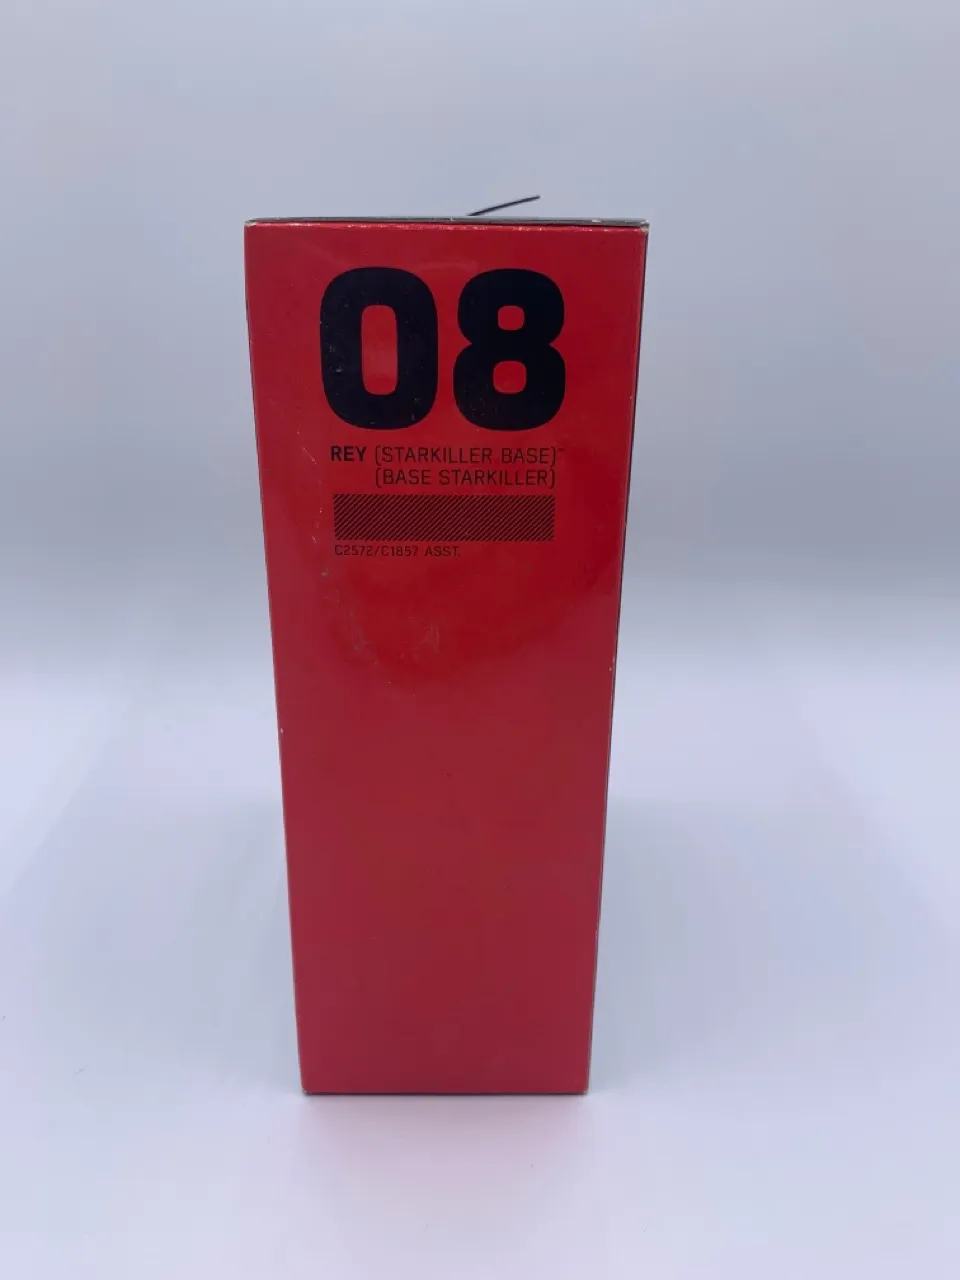 08
REY (STARKILLER BASE)™
(BASE STARKILLER)
C2572/C1857 ASST.